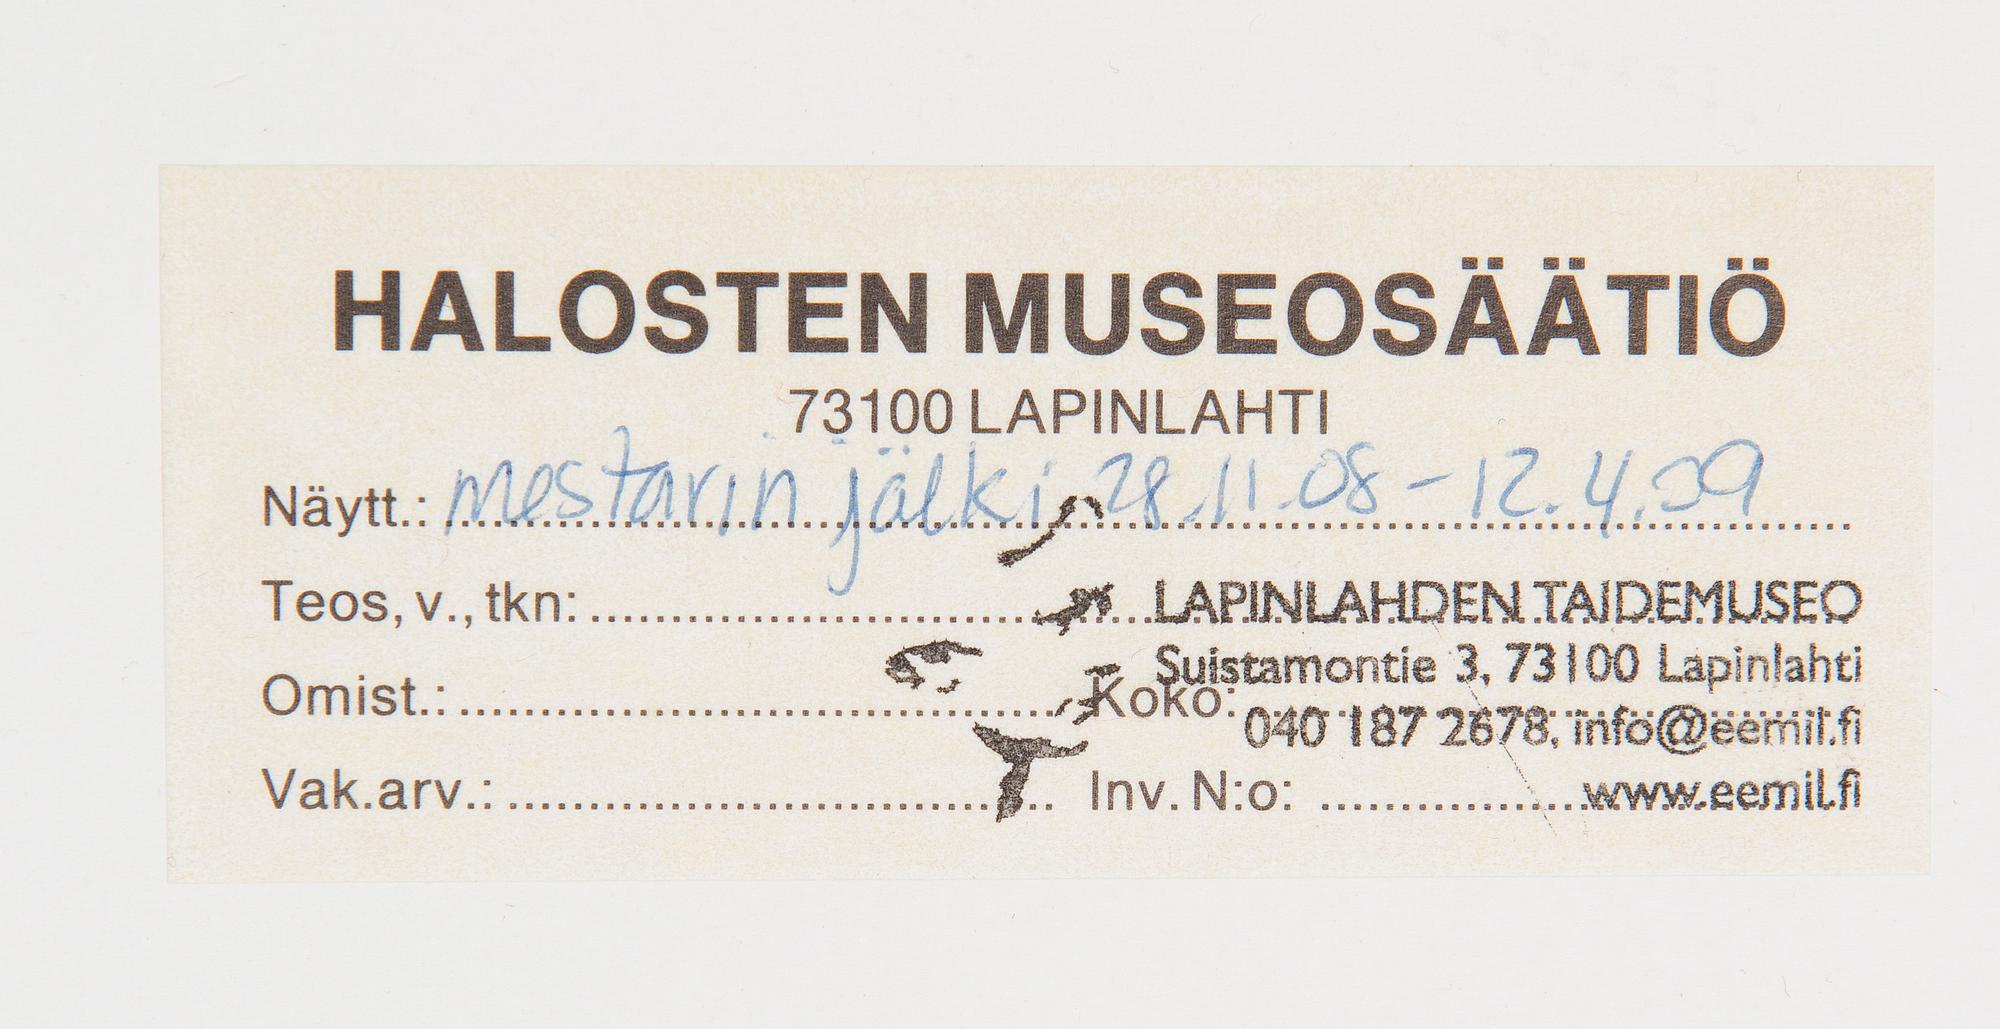 HALOSTEN MUSEOSÄÄTIÖ
73100 LAPINLAHTI
Näytt.: Mestarin jälki 28.11.08 - 12.4.09
Teos, v., tkn:
LAPINLAHDEN TAIDEMUSEO
Suistamontie 3, 73100 Lapinlahti
Omist.: Koko:
040 187 2678, info@eemil.fi
Vak.arv.: Inv. N:o:
www.eemil.fi